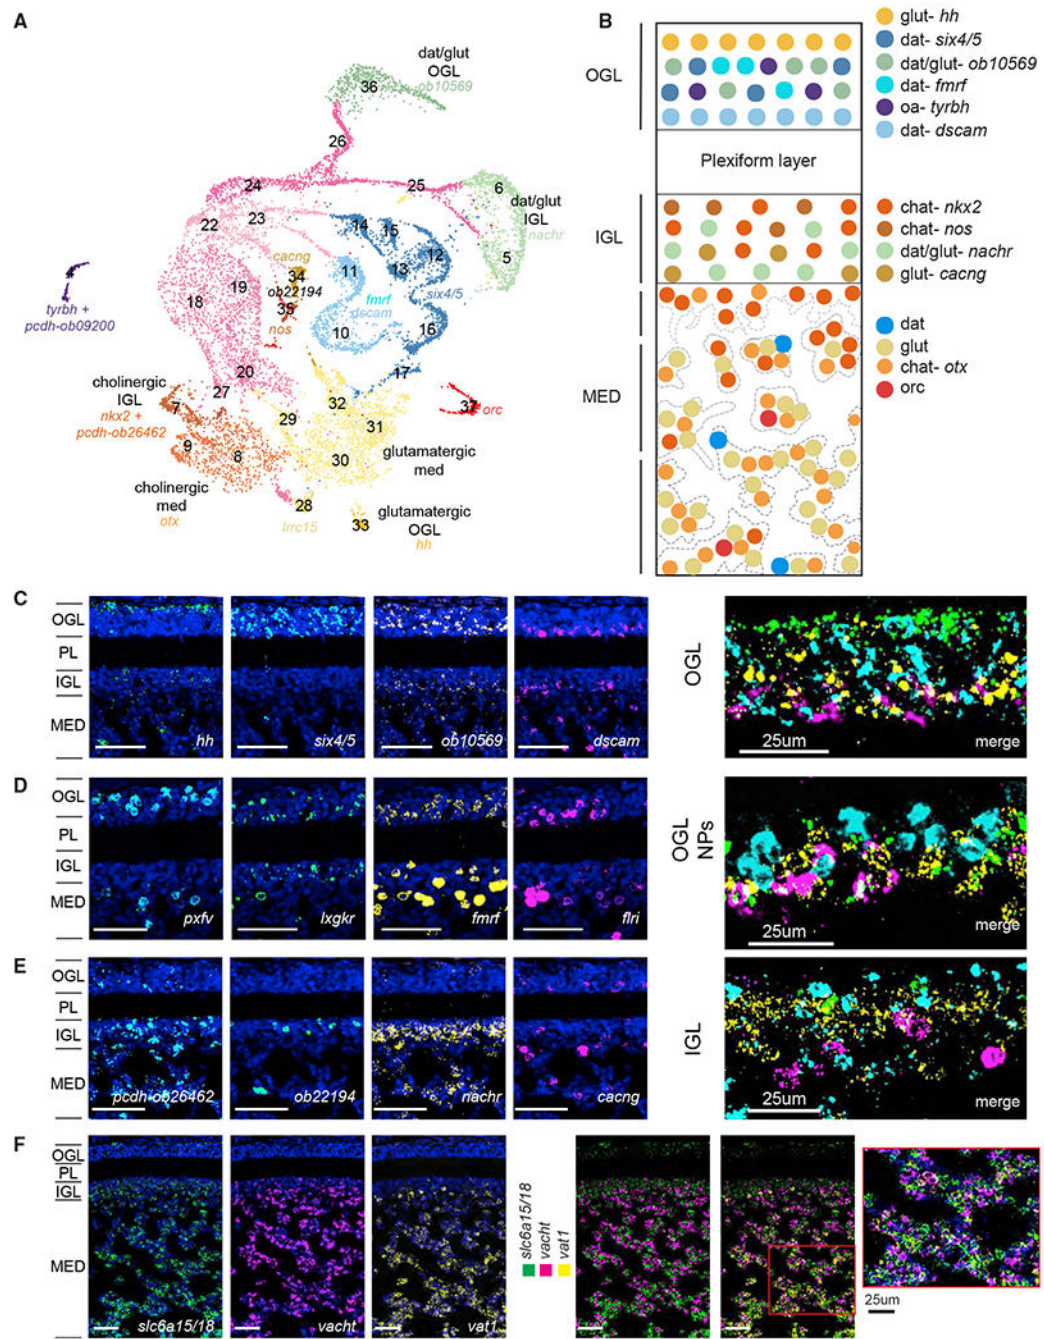 A
dat/glut
OGL
ob10569
36
26
24
25
6
dat/glut
IGL
nachr
5
22
23
14
15
12
13
11
cacng
34
ob22194
35
nos
fmrf
dscam
10
six4/5
16
17
4
tyrbh +
pcdh-ob09200
18
19
20
27
cholinergic
IGL
nkx2 +
pcdh-ob26462
7
9
8
cholinergic
med
otx
29
32
31
30
glutamatergic
med
37
orc
28
lrrc15
33
glutamatergic
OGL
hh
B
OGL
Plexiform layer
IGL
MED
glut- hh
dat- six4/5
dat/glut- ob10569
dat- fmrf
oa- tyrbh
dat- dscam
chat- nkx2
chat- nos
dat/glut- nachr
glut- cacng
dat
glut
chat- otx
orc
C
OGL
PL
IGL
MED
hh
six4/5
ob10569
dscam
OGL
25um
merge
D
OGL
PL
IGL
MED
pxfv
lxgkr
fmrf
flri
OGL
NPs
25um
merge
E
OGL
PL
IGL
MED
pcdh-ob26462
ob22194
nachr
cacng
IGL
25um
merge
F
OGL
PL
IGL
MED
slc6a15/18
vacht
vat1
slc6a15/18
vacht
vat1
25um